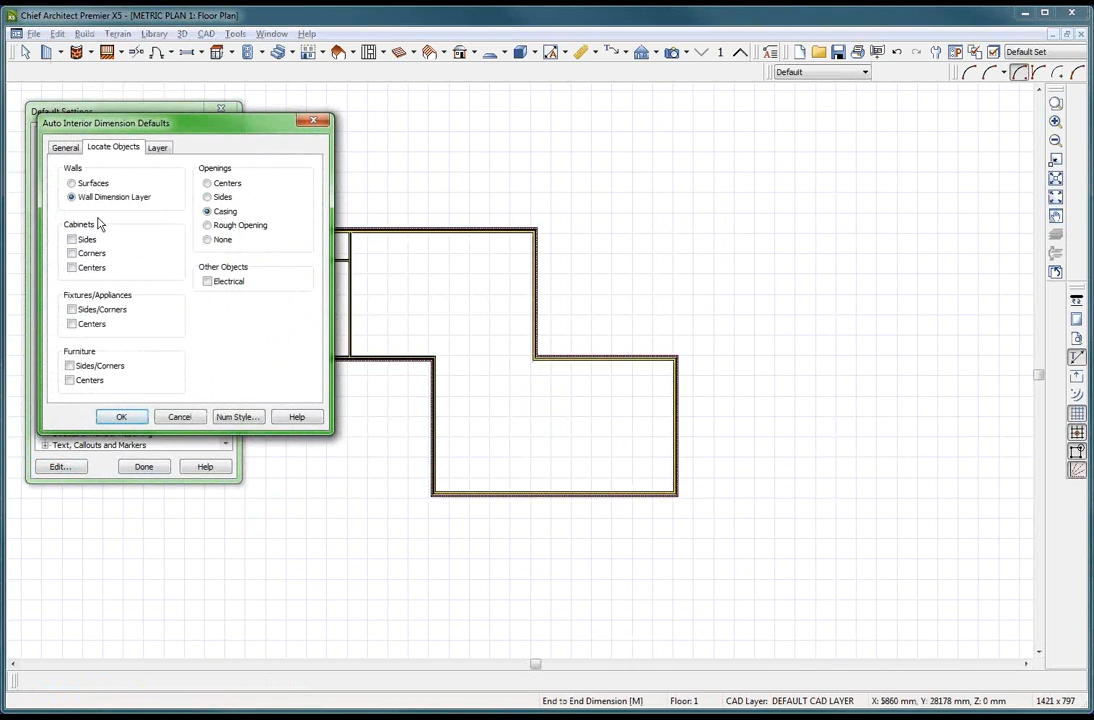 Chief Architect Premier X5 - [METRIC PLAN 1: Floor Plan]
File Edit Build Terrain Library 3D CAD Tools Window Help
1 Default Set
Default
Default Settings
Auto Interior Dimension Defaults
General Locate Objects Layer
Walls
Surfaces
Wall Dimension Layer
Cabinets
Sides
Corners
Centers
Fixtures/Appliances
Sides/Corners
Centers
Furniture
Sides/Corners
Centers
Openings
Centers
Sides
Casing
Rough Opening
None
Other Objects
Electrical
OK Cancel Num Style... Help
Text, Callouts and Markers
Edit... Done Help
End to End Dimension [M] Floor: 1 CAD Layer: DEFAULT CAD LAYER X: 5860 mm, Y: 28178 mm, Z: 0 mm 1421 x 797